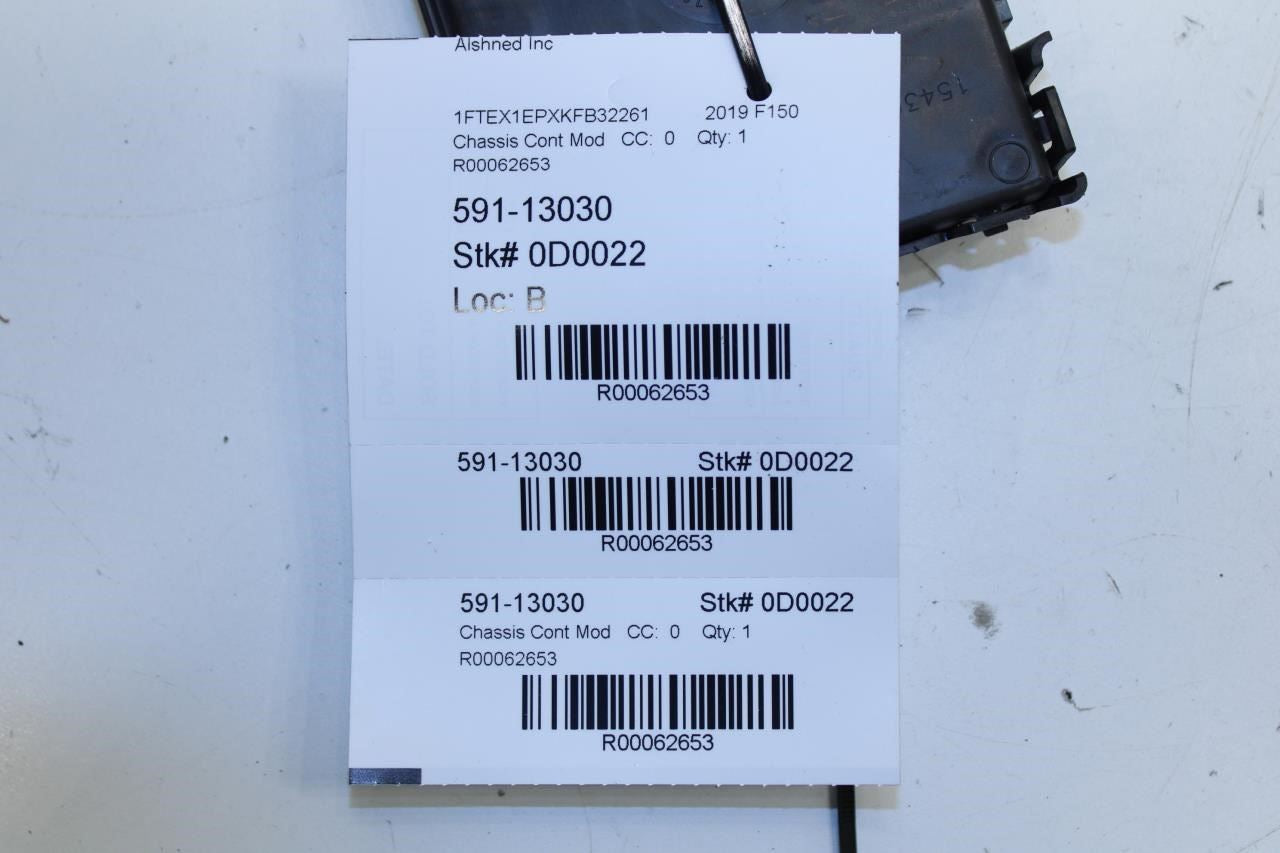 Alshned Inc
1FTEX1EPXKFB32261 2019 F150
Chassis Cont Mod CC: 0 Qty: 1
R00062653
591-13030
Stk# 0D0022
Loc: B
R00062653
591-13030 Stk# 0D0022
R00062653
591-13030 Stk# 0D0022
Chassis Cont Mod CC: 0 Qty: 1
R00062653
R00062653
1543